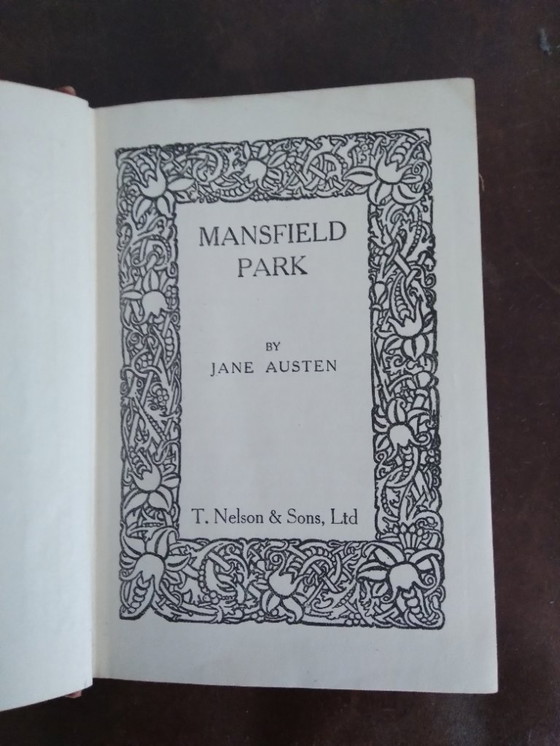 MANSFIELD
PARK
BY
JANE AUSTEN
T. Nelson & Sons, Ltd